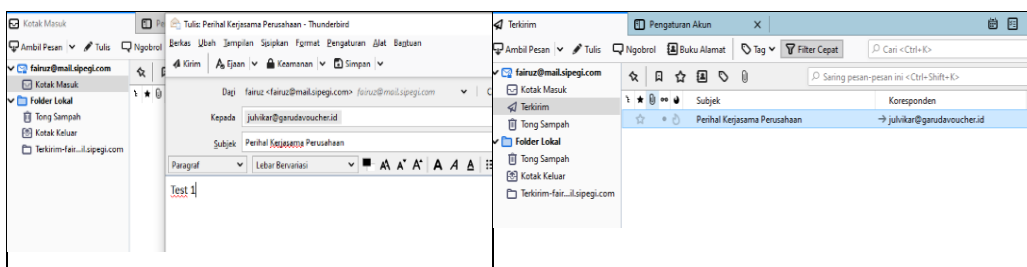 Kotak Masuk
Pe
Tulis: Perihal Kerjasama Perusahaan - Thunderbird
Ambil Pesan Tulis Ngobrol
Berkas Ubah Tampilan Sisipkan Format Pengaturan Alat Bantuan
Kirim Ejaan Keamanan Simpan
fairuz@mail.sipegi.com
Kotak Masuk
Folder Lokal
Tong Sampah
Kotak Keluar
Terkirim-fair...il.sipegi.com
Dari fairuz <fairuz@mail.sipegi.com> fairuz@mail.sipegi.com
Kepada julvikar@garudavoucher.id
Subjek Perihal Kerjasama Perusahaan
Paragraf Lebar Bervariasi
Test 1
Terkirim
Pengaturan Akun X
Ambil Pesan Tulis Ngobrol Buku Alamat Tag Filter Cepat Cari <Ctrl+K>
fairuz@mail.sipegi.com
Kotak Masuk
Terkirim
Tong Sampah
Folder Lokal
Tong Sampah
Kotak Keluar
Terkirim-fair...il.sipegi.com
Saring pesan-pesan ini <Ctrl+Shift+K>
Subjek Koresponden
Perihal Kerjasama Perusahaan julvikar@garudavoucher.id